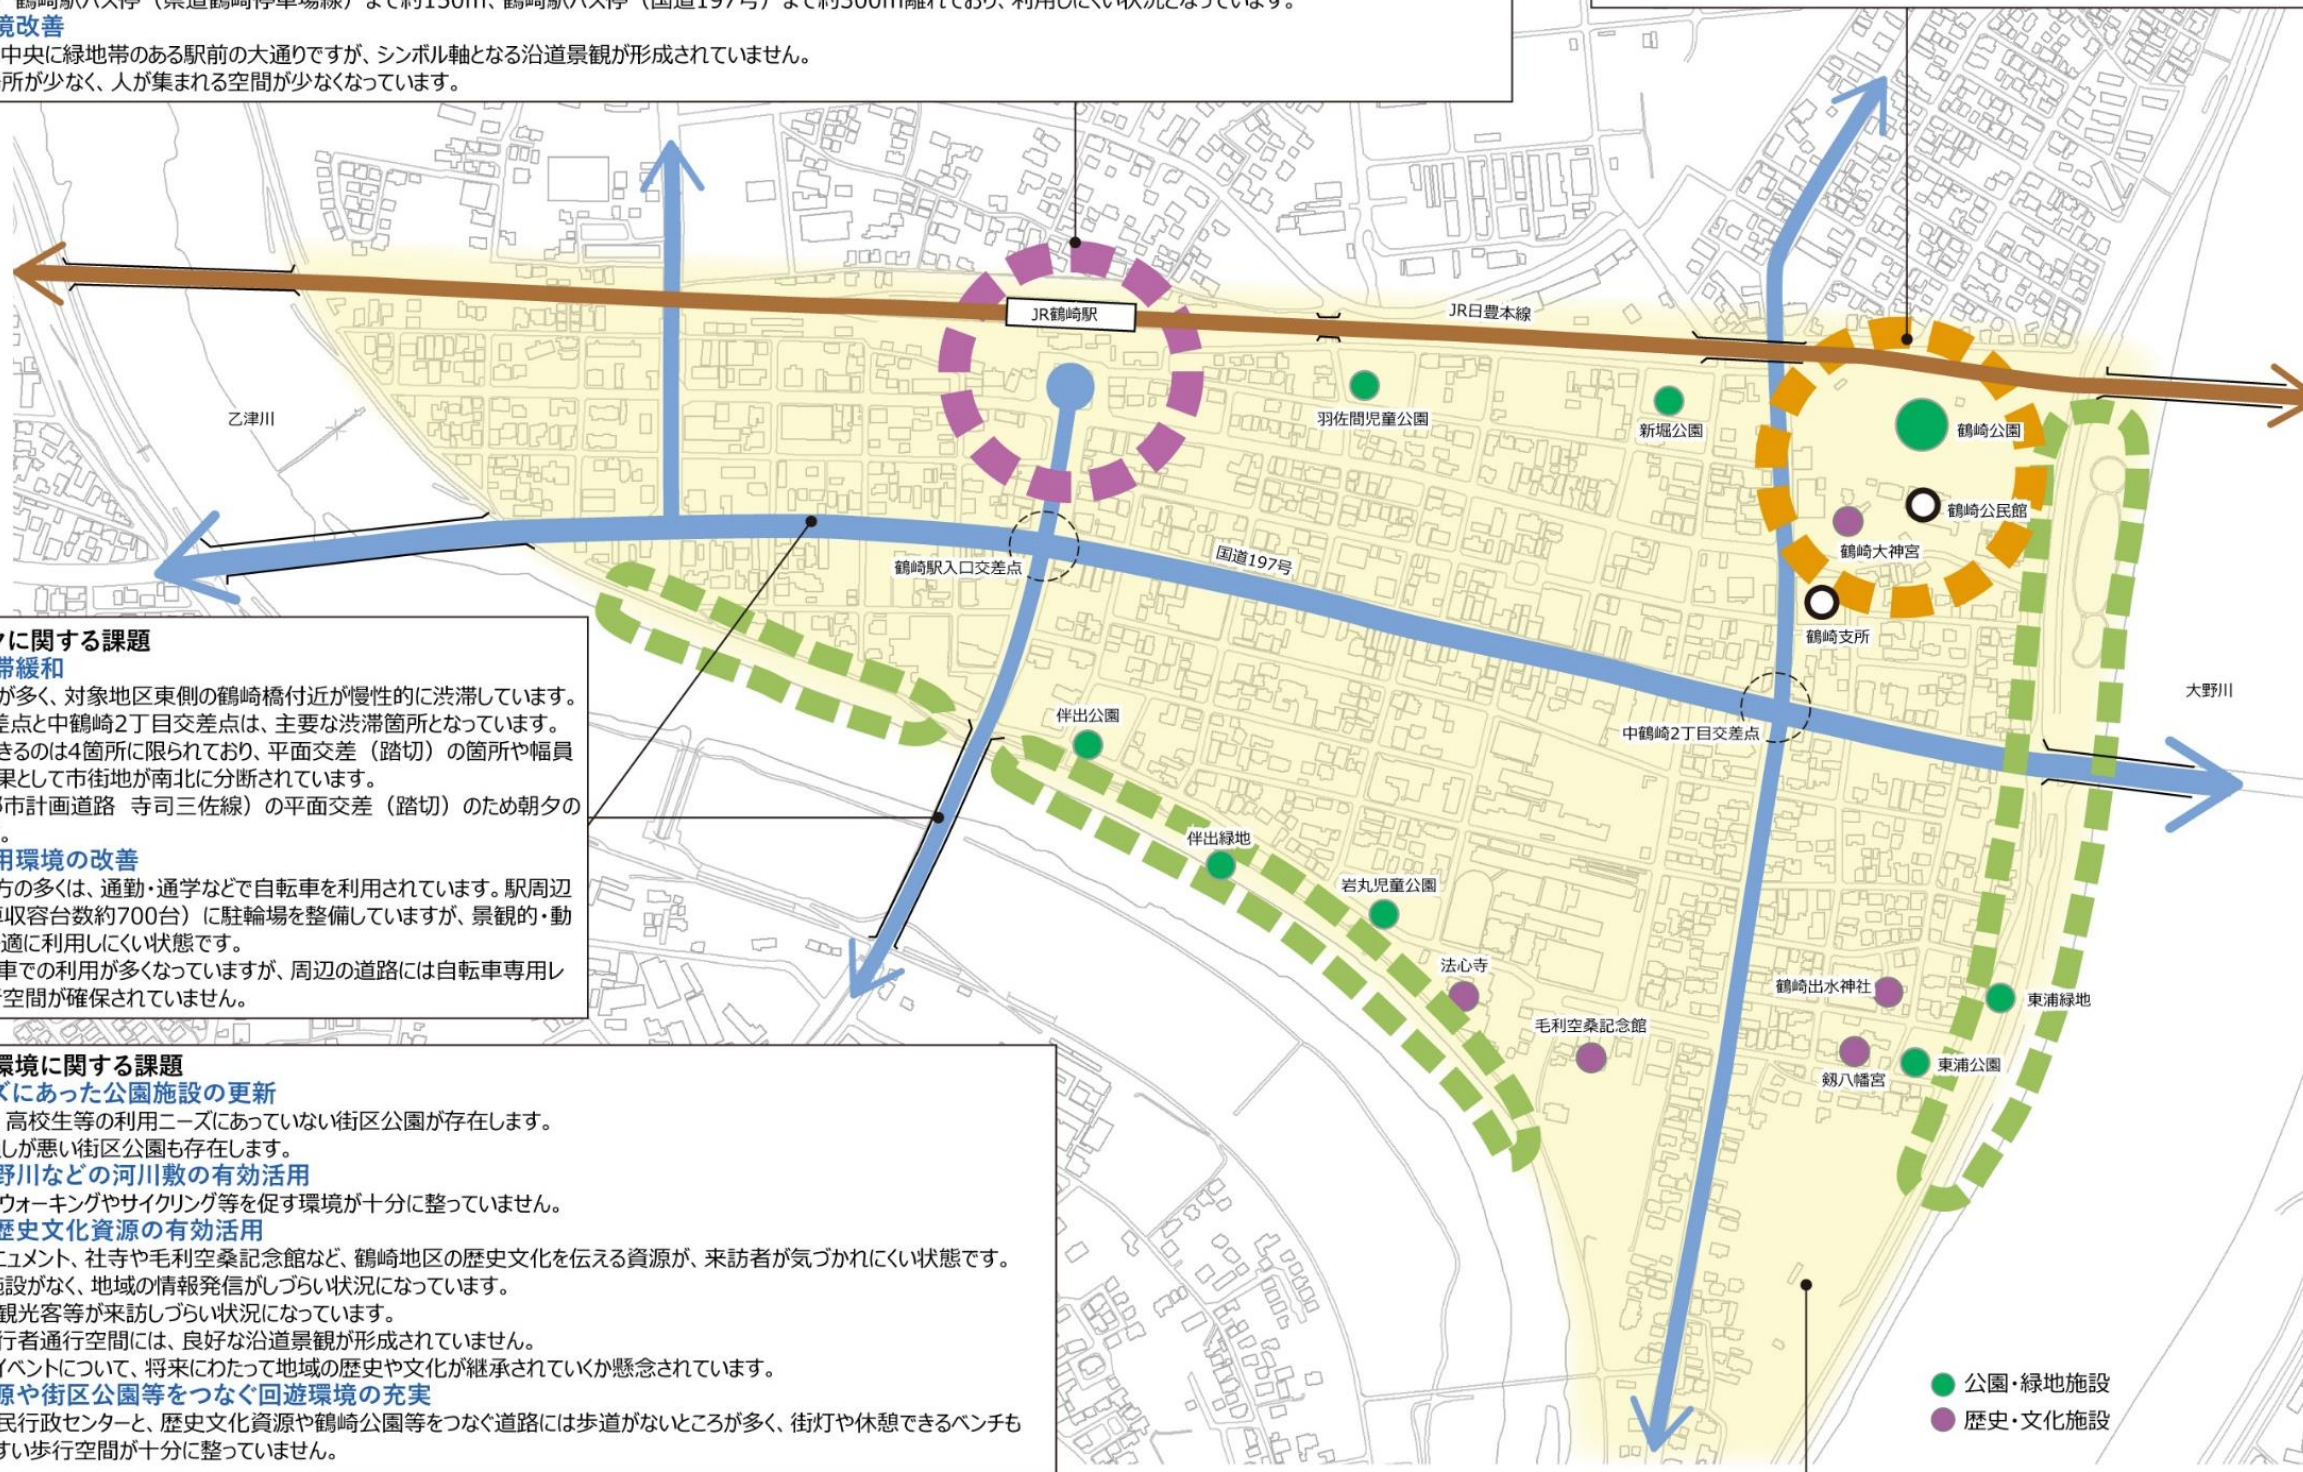 鶴崎駅バス停（県道鶴崎停車場線）まで約150m、鶴崎駅バス停（国道197号）まで約300m離れており、利用しにくい状況となっています。
境改善
中央に緑地帯のある駅前の大通りですが、シンボル軸となる沿道景観が形成されていません。
所が少なく、人が集まれる空間が少なくなっています。
JR鶴崎駅
JR日豊本線
乙津川
羽佐間児童公園
新堀公園
鶴崎公園
鶴崎公民館
鶴崎大神宮
鶴崎駅入口交差点
国道197号
鶴崎支所
大野川
中鶴崎2丁目交差点
クに関する課題
帯緩和
が多く、対象地区東側の鶴崎橋付近が慢性的に渋滞しています。
差点と中鶴崎2丁目交差点は、主要な渋滞箇所となっています。
きるのは4箇所に限られており、平面交差（踏切）の箇所や幅員
果として市街地が南北に分断されています。
都市計画道路 寺司三佐線）の平面交差（踏切）のため朝夕の
。
用環境の改善
方の多くは、通勤・通学などで自転車を利用されています。駅周辺
車収容台数約700台）に駐輪場を整備していますが、景観的・動
適に利用しにくい状態です。
車での利用が多くなっていますが、周辺の道路には自転車専用レ
行空間が確保されていません。
伴出公園
伴出緑地
岩丸児童公園
法心寺
毛利空桑記念館
鶴崎出水神社
東浦緑地
剱八幡宮
東浦公園
環境に関する課題
ズにあった公園施設の更新
高校生等の利用ニーズにあっていない街区公園が存在します。
しが悪い街区公園も存在します。
野川などの河川敷の有効活用
ウォーキングやサイクリング等を促す環境が十分に整っていません。
歴史文化資源の有効活用
ニュメント、社寺や毛利空桑記念館など、鶴崎地区の歴史文化を伝える資源が、来訪者が気づかれにくい状態です。
施設がなく、地域の情報発信がしづらい状況になっています。
観光客等が来訪しづらい状況になっています。
行者通行空間には、良好な沿道景観が形成されていません。
イベントについて、将来にわたって地域の歴史や文化が継承されていくか懸念されています。
源や街区公園等をつなぐ回遊環境の充実
民行政センターと、歴史文化資源や鶴崎公園等をつなぐ道路には歩道がないところが多く、街灯や休憩できるベンチも
すい歩行空間が十分に整っていません。
公園・緑地施設
歴史・文化施設